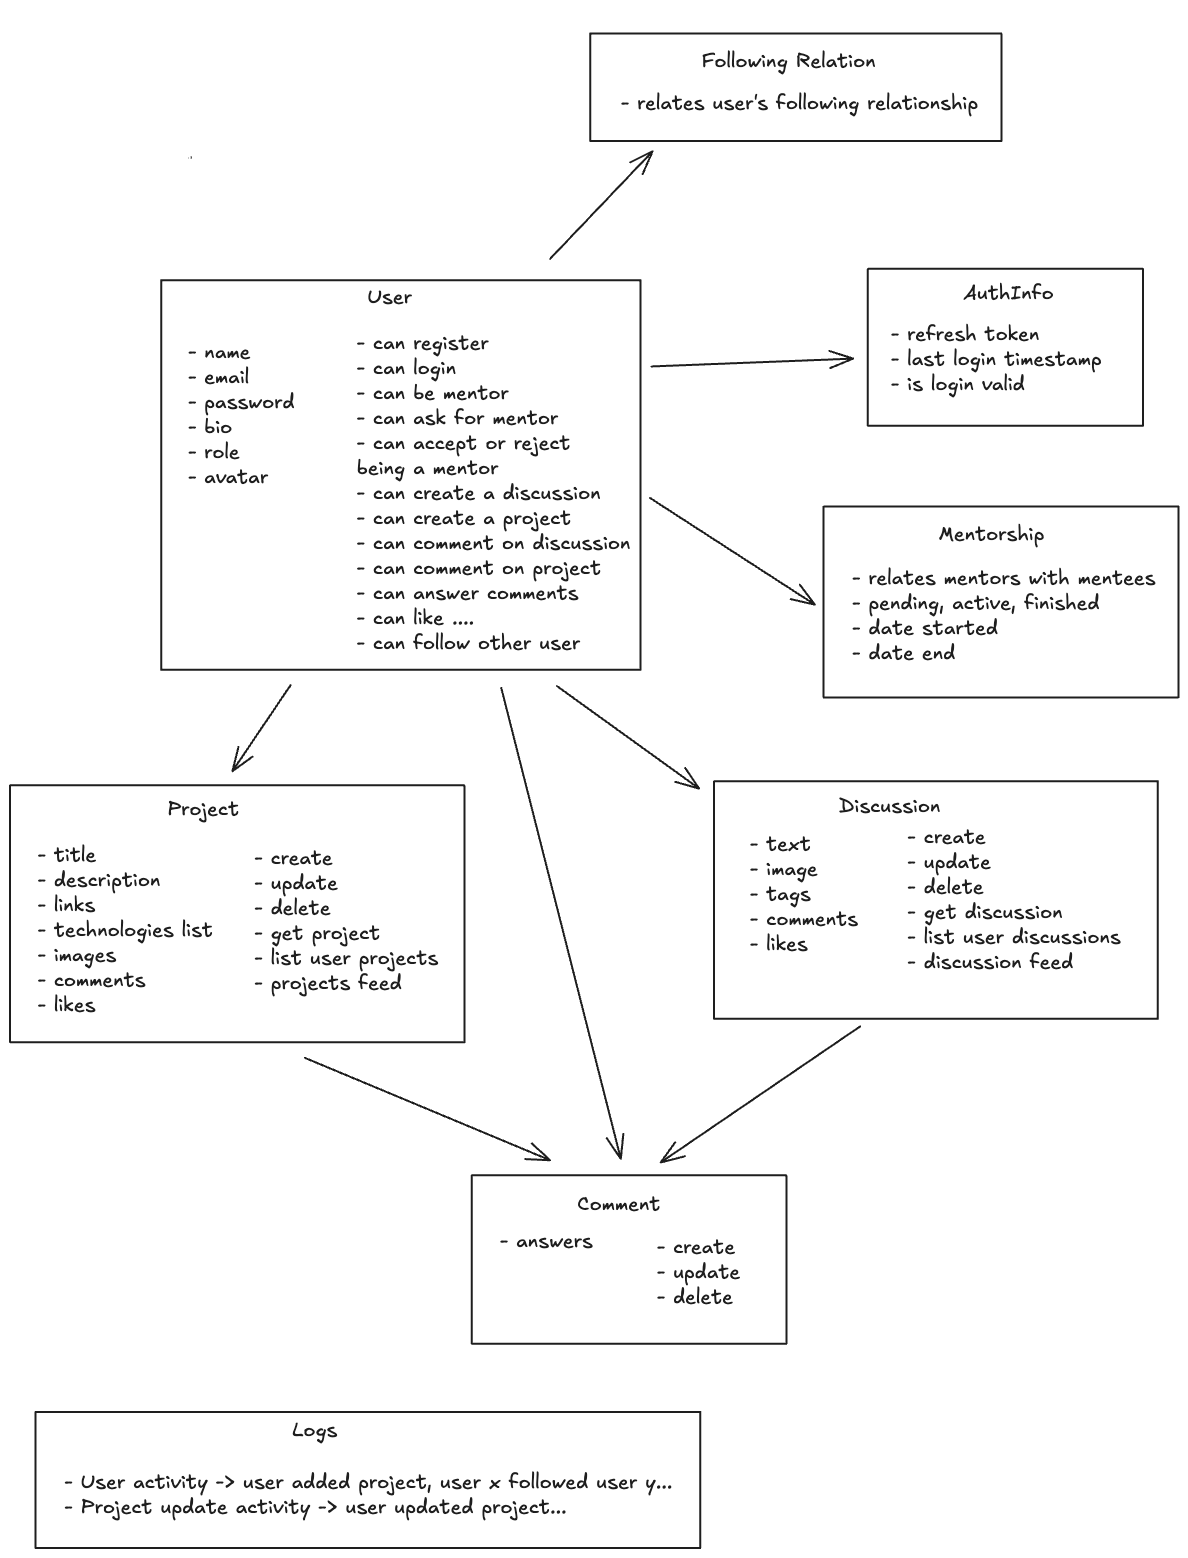 Following Relation
- relates user's following relationship
User
- name
- email
- password
- bio
- role
- avatar
- can register
- can login
- can be mentor
- can ask for mentor
- can accept or reject
being a mentor
- can create a discussion
- can create a project
- can comment on discussion
- can comment on project
- can answer comments
- can like ....
- can follow other user
AuthInfo
- refresh token
- last login timestamp
- is login valid
Mentorship
- relates mentors with mentees
- pending, active, finished
- date started
- date end
Project
- title
- description
- links
- technologies list
- images
- comments
- likes
- create
- update
- delete
- get project
- list user projects
- projects feed
Discussion
- text
- image
- tags
- comments
- likes
- create
- update
- delete
- get discussion
- list user discussions
- discussion feed
Comment
- answers
- create
- update
- delete
Logs
- User activity -> user added project, user x followed user y...
- Project update activity -> user updated project...